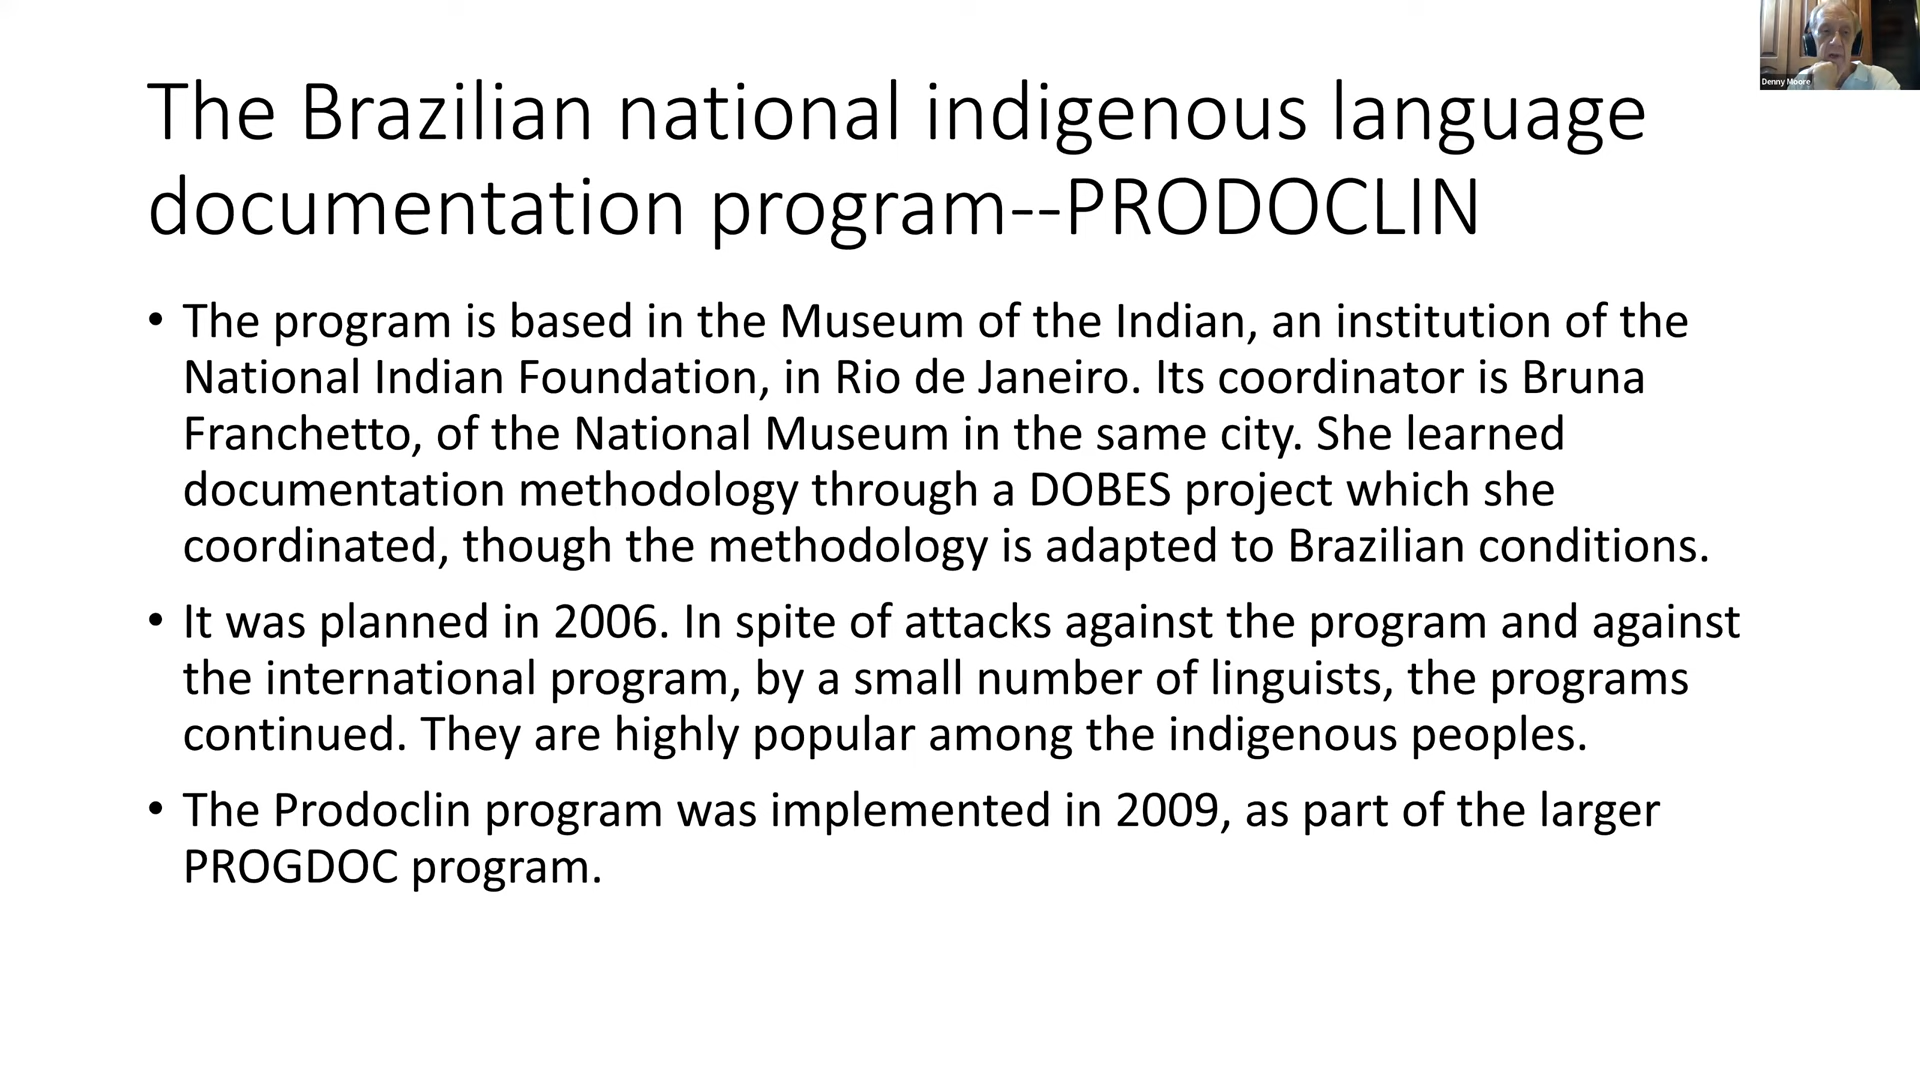 The Brazilian national indigenous language
documentation program--PRODOCLIN
• The program is based in the Museum of the Indian, an institution of the
National Indian Foundation, in Rio de Janeiro. Its coordinator is Bruna
Franchetto, of the National Museum in the same city. She learned
documentation methodology through a DOBES project which she
coordinated, though the methodology is adapted to Brazilian conditions.
• It was planned in 2006. In spite of attacks against the program and against
the international program, by a small number of linguists, the programs
continued. They are highly popular among the indigenous peoples.
• The Prodoclin program was implemented in 2009, as part of the larger
PROGDOC program.
Denny Moore